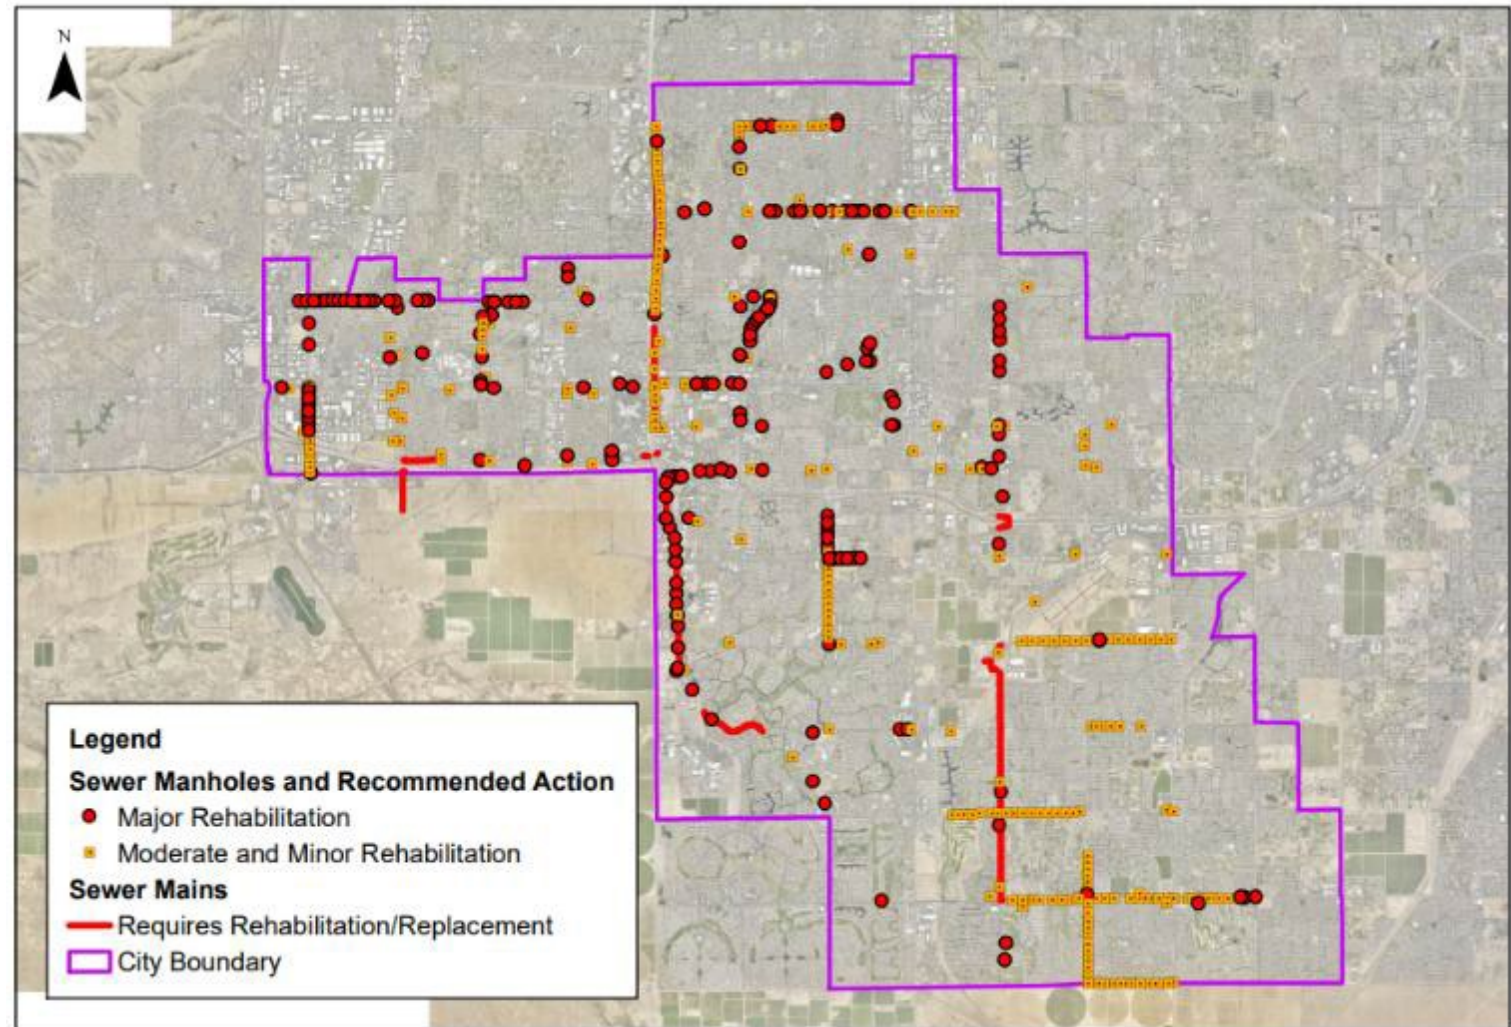 N
Legend
Sewer Manholes and Recommended Action
Major Rehabilitation
Moderate and Minor Rehabilitation
Sewer Mains
Requires Rehabilitation/Replacement
City Boundary